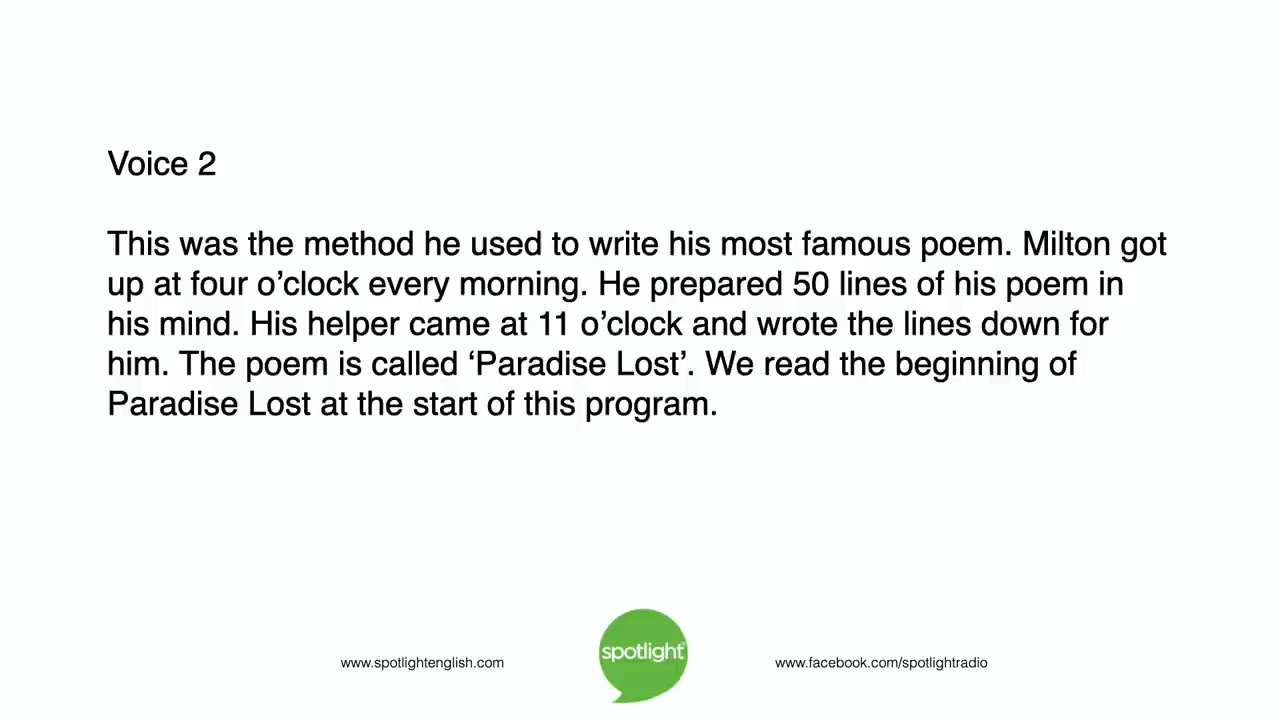 Voice 2
This was the method he used to write his most famous poem. Milton got
up at four o’clock every morning. He prepared 50 lines of his poem in
his mind. His helper came at 11 o’clock and wrote the lines down for
him. The poem is called ‘Paradise Lost’. We read the beginning of
Paradise Lost at the start of this program.
www.spotlightenglish.com
spotlight
www.facebook.com/spotlightradio